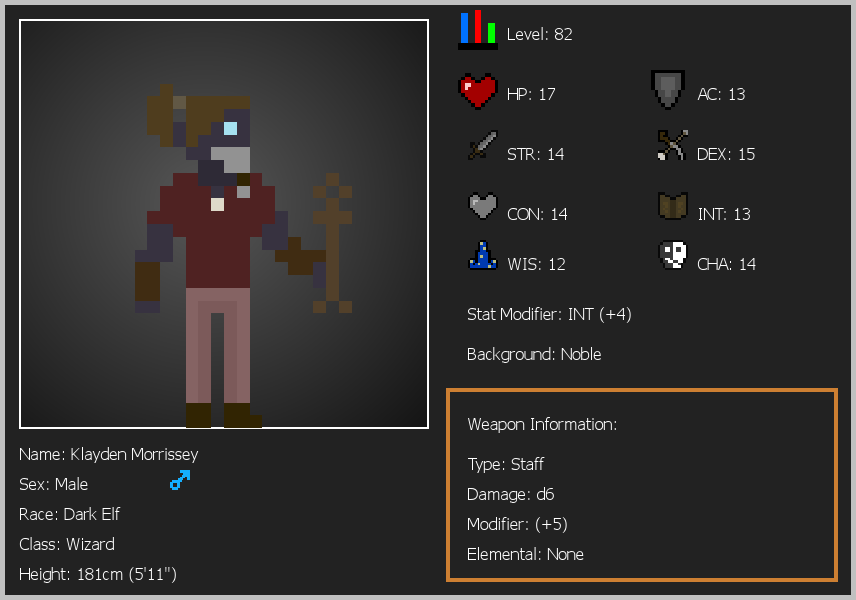 Level: 82
HP: 17
AC: 13
STR: 14
DEX: 15
CON: 14
INT: 13
WIS: 12
CHA: 14
Stat Modifier: INT (+4)
Background: Noble
Weapon Information:
Type: Staff
Damage: d6
Modifier: (+5)
Elemental: None
Name: Klayden Morrissey
Sex: Male
Race: Dark Elf
Class: Wizard
Height: 181cm (5'11")